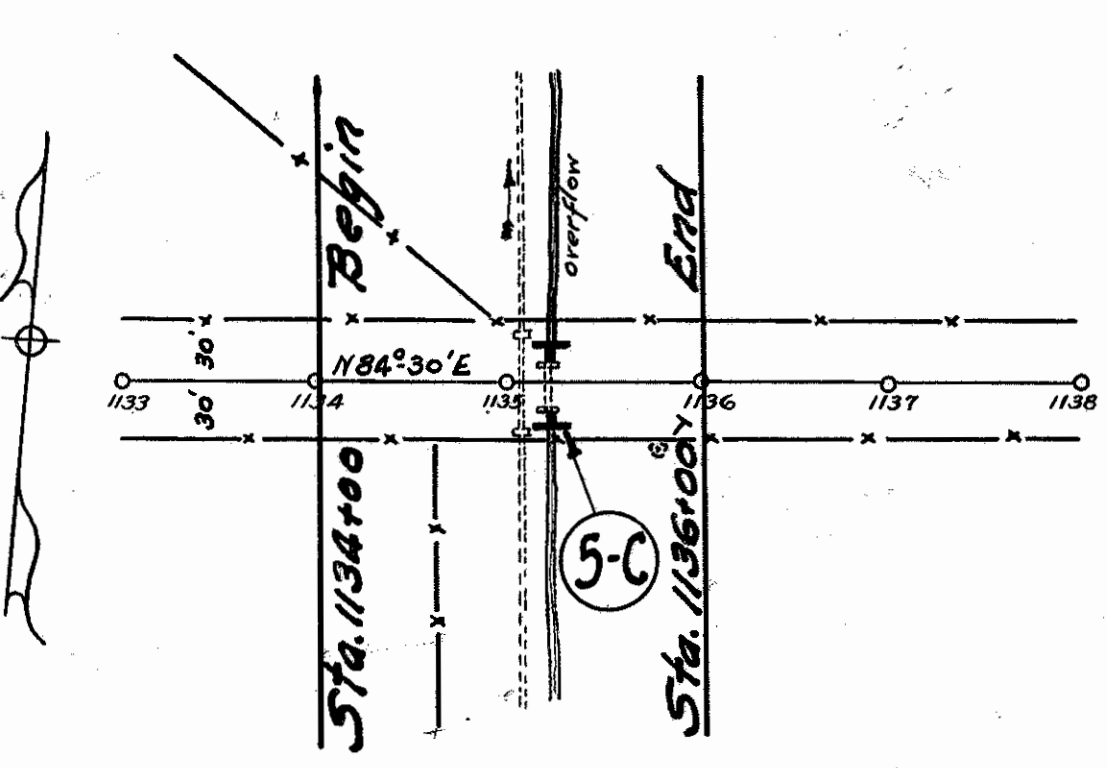 Begin
overflow
End
30'
30'
N84°-30'E
1133
1134
1135
1136
1137
1138
Sta. 1134+00
Sta. 1136+00
5-C